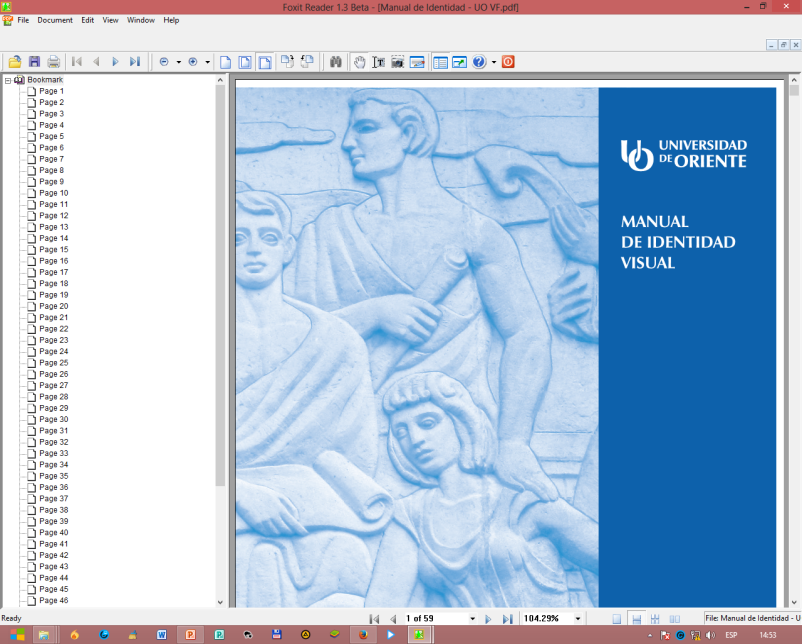 Foxit Reader 1.3 Beta - [Manual de Identidad - UO VF.pdf]
File Document Edit View Window Help
Bookmark
Page 1
Page 2
Page 3
Page 4
Page 5
Page 6
Page 7
Page 8
Page 9
Page 10
Page 11
Page 12
Page 13
Page 14
Page 15
Page 16
Page 17
Page 18
Page 19
Page 20
Page 21
Page 22
Page 23
Page 24
Page 25
Page 26
Page 27
Page 28
Page 29
Page 30
Page 31
Page 32
Page 33
Page 34
Page 35
Page 36
Page 37
Page 38
Page 39
Page 40
Page 41
Page 42
Page 43
Page 44
Page 45
Page 46
UO UNIVERSIDAD
DE ORIENTE
MANUAL
DE IDENTIDAD
VISUAL
Ready
1 of 59
104.29%
File: Manual de Identidad - U
ESP
14:53